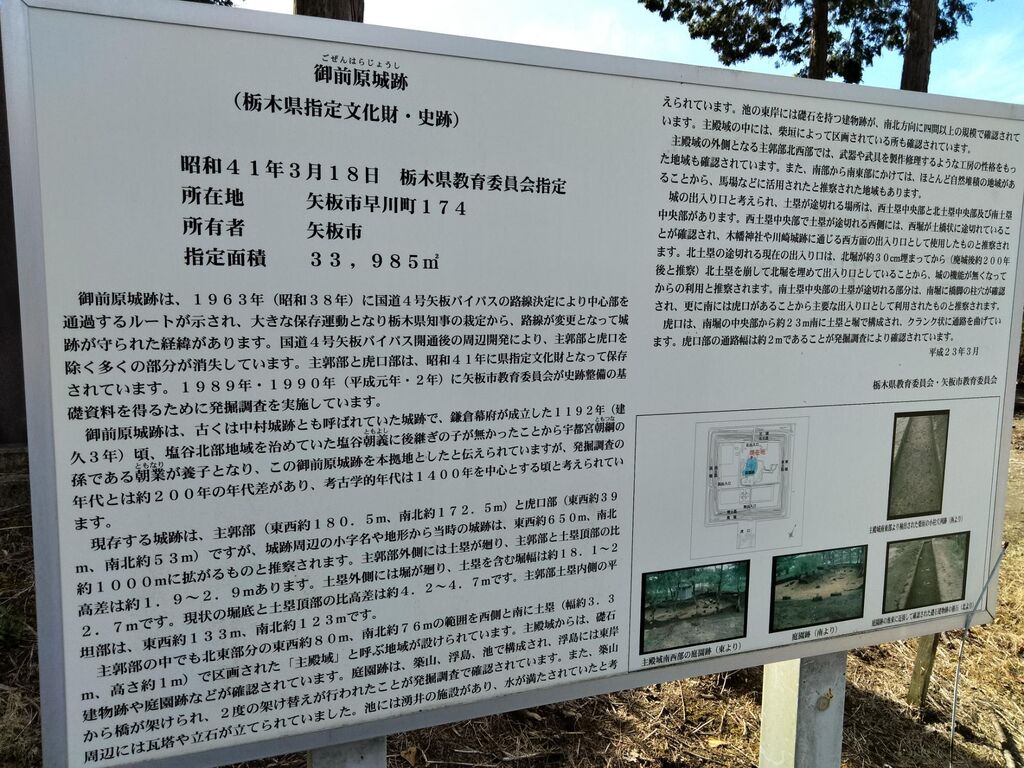 ごぜんはらじょうし
御前原城跡
（栃木県指定文化財・史跡）
昭和４１年３月１８日　栃木県教育委員会指定
所在地　　矢板市早川町１７４
所有者　　矢板市
指定面積　　３３，９８５㎡
御前原城跡は、１９６３年（昭和３８年）に国道４号矢板バイパスの路線決定により中心部を
通過するルートが示され、大きな保存運動となり栃木県知事の裁定から、路線が変更となって城
跡が守られた経緯があります。国道４号矢板バイパス開通後の周辺開発により、主郭部と虎口を
除く多くの部分が消失しています。主郭部と虎口部は、昭和４１年に県指定文化財となって保存
されています。１９８９年・１９９０年（平成元年・２年）に矢板市教育委員会が史跡整備の基
礎資料を得るために発掘調査を実施しています。
御前原城跡は、古くは中村城跡とも呼ばれていた城跡で、鎌倉幕府が成立した１１９２年（建
久３年）頃、塩谷北部地域を治めていた塩谷朝義に後継ぎの子が無かったことから宇都宮朝綱の
孫である朝業が養子となり、この御前原城跡を本拠地としたと伝えられていますが、発掘調査の
年代とは約２００年の年代差があり、考古学的年代は１４００年を中心とする頃と考えられてい
ます。
現存する城跡は、主郭部（東西約１８０．５ｍ、南北約１７２．５ｍ）と虎口部（東西約３９
ｍ、南北約５３ｍ）ですが、城跡周辺の小字名や地形から当時の城跡は、東西約６５０ｍ、南北
約１０００ｍに拡がるものと推察されます。主郭部外側には土塁が廻り、土塁と土塁頂部の比
高差は約１．９～２．９ｍあります。土塁外側には堀が廻り、土塁を含む堀幅は約１８．１～２
２．７ｍです。現状の堀底と土塁頂部の比高差は約４．２～４．７ｍです。主郭部土塁内側の平
坦部は、東西約１３３ｍ、南北約１２３ｍです。
主郭部の中でも北東部分の東西約８０ｍ、南北約７６ｍの範囲を西側と南に土塁（幅約３．３
ｍ、高さ約１ｍ）で区画された「主殿域」と呼ぶ地域が設けられています。主殿域からは、礎石
建物跡や庭園跡などが確認されています。庭園跡は、築山、浮島、池で構成され、浮島には東岸
から橋が架けられ、２度の架け替えが行われたことが発掘調査で確認されています。また、築山
周辺には瓦塔や立石が立てられていました。池には湧井の施設があり、水が満たされていたと考
えられています。池の東岸には礎石を持つ建物跡が、南北方向に四間以上の規模で確認されて
います。主殿域の中には、柴垣によって区画されている所も確認されています。
主殿域の外側となる主郭部北西部では、武器や武具を製作修理するような工房の性格をもっ
た地域も確認されています。また、南部から南東部にかけては、ほとんど自然堆積の地域があ
ることから、馬場などに活用されたと推察された地域もあります。
城の出入り口と考えられ、土塁が途切れる場所は、西土塁中央部と北土塁中央部及び南土塁
中央部があります。西土塁中央部で土塁が途切れる西側には、西堀が土橋状に途切れているこ
とが確認され、木幡神社や川崎城跡に通じる西方面の出入り口として使用したものと推察され
ます。北土塁の途切れる現在の出入り口は、北堀が約３０㎝埋まってから（廃城後約２００年
後と推察）北土塁を崩して北堀を埋めて出入り口としていることから、城の機能が無くなって
からの利用と推察されます。南土塁中央部の土塁が途切れる部分は、南堀に橋脚の柱穴が確認
され、更に南には虎口があることから主要な出入り口として利用されたものと推察されます。
虎口は、南堀の中央部から約２３ｍ南に土塁と堀で構成され、クランク状に通路を曲げてい
ます。虎口部の通路幅は約２ｍであることが発掘調査により確認されています。
平成２３年３月
栃木県教育委員会・矢板市教育委員会
主殿域南西部の庭園跡（東より）
庭園跡（南より）